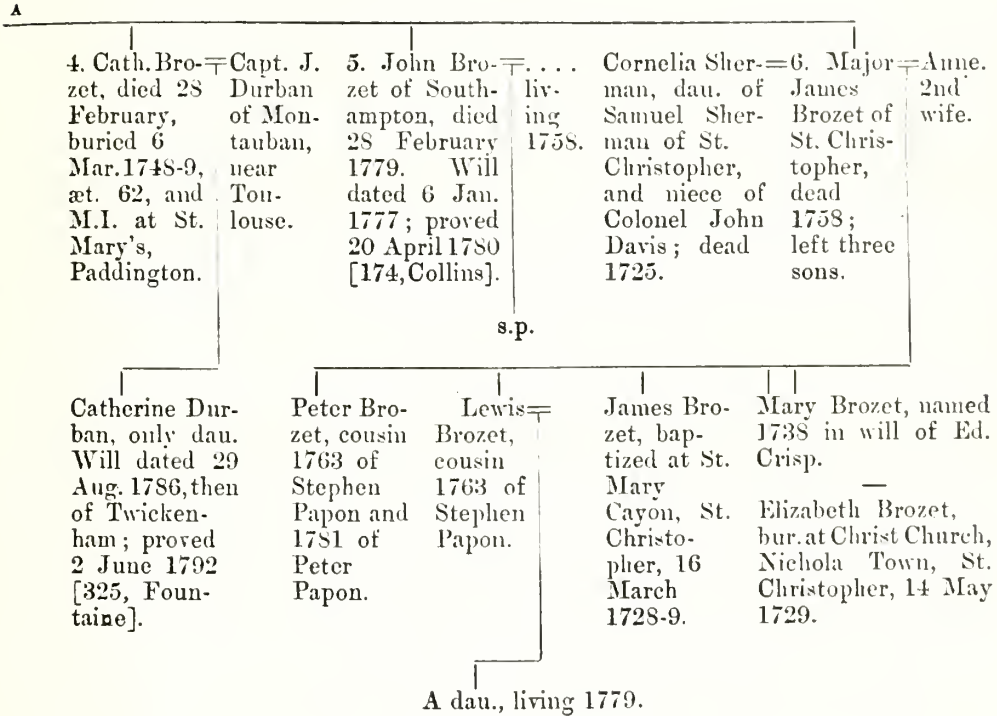 A
4. Cath. Bro-
zet, died 28
February,
buried 6
Mar. 1748-9,
æt. 62, and
M.I. at St.
Mary's,
Paddington.
Capt. J.
Durban
of Mon-
tauban,
near
Tou-
louse.
5. John Bro-
zet of South-
ampton, died
28 February
1779. Will
dated 6 Jan.
1777; proved
20 April 1780
[174, Collins].
. . . .
liv-
ing
1758.
Cornelia Sher-
man, dau. of
Samuel Sher-
man of St.
Christopher,
and niece of
Colonel John
Davis; dead
1725.
6. Major
James
Brozet of
St. Chris-
topher,
dead
1758;
left three
sons.
Anne.
2nd
wife.
s.p.
Catherine Dur-
ban, only dau.
Will dated 29
Aug. 1786, then
of Twicken-
ham; proved
2 June 1792
[325, Foun-
taine].
Peter Bro-
zet, cousin
1763 of
Stephen
Papon and
1781 of
Peter
Papon.
Lewis
Brozet,
cousin
1763 of
Stephen
Papon.
James Bro-
zet, bap-
tized at St.
Mary
Cayon, St.
Christo-
pher, 16
March
1728-9.
Mary Brozet, named
1738 in will of Ed.
Crisp.
—
Elizabeth Brozet,
bur. at Christ Church,
Nichola Town, St.
Christopher, 14 May
1729.
A dau., living 1779.